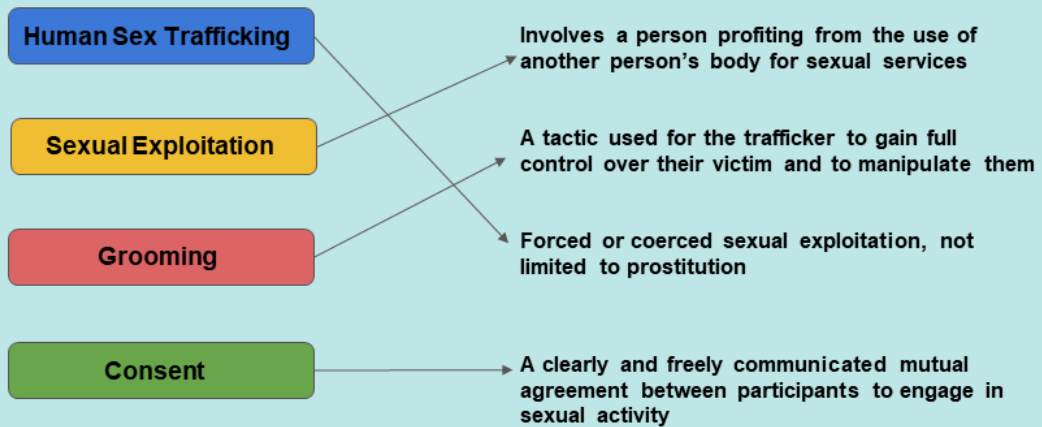 Human Sex Trafficking
Involves a person profiting from the use of
another person's body for sexual services
Sexual Exploitation
A tactic used for the trafficker to gain full
control over their victim and to manipulate them
Grooming
Forced or coerced sexual exploitation, not
limited to prostitution
Consent
A clearly and freely communicated mutual
agreement between participants to engage in
sexual activity